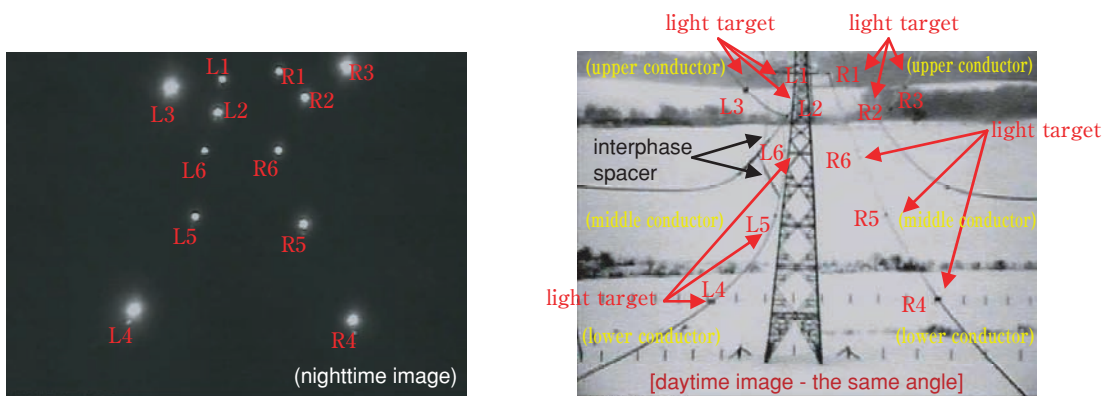 L1
R1
R3
L3
R2
L2
L6
R6
L5
R5
L4
R4
(nighttime image)
light target
light target
(upper conductor)
L1
R1
(upper conductor)
L3
L2
R2
R3
light target
interphase
spacer
L6
R6
(middle conductor)
L5
R5
(middle conductor)
light target
L4
R4
(lower conductor)
(lower conductor)
[daytime image - the same angle]